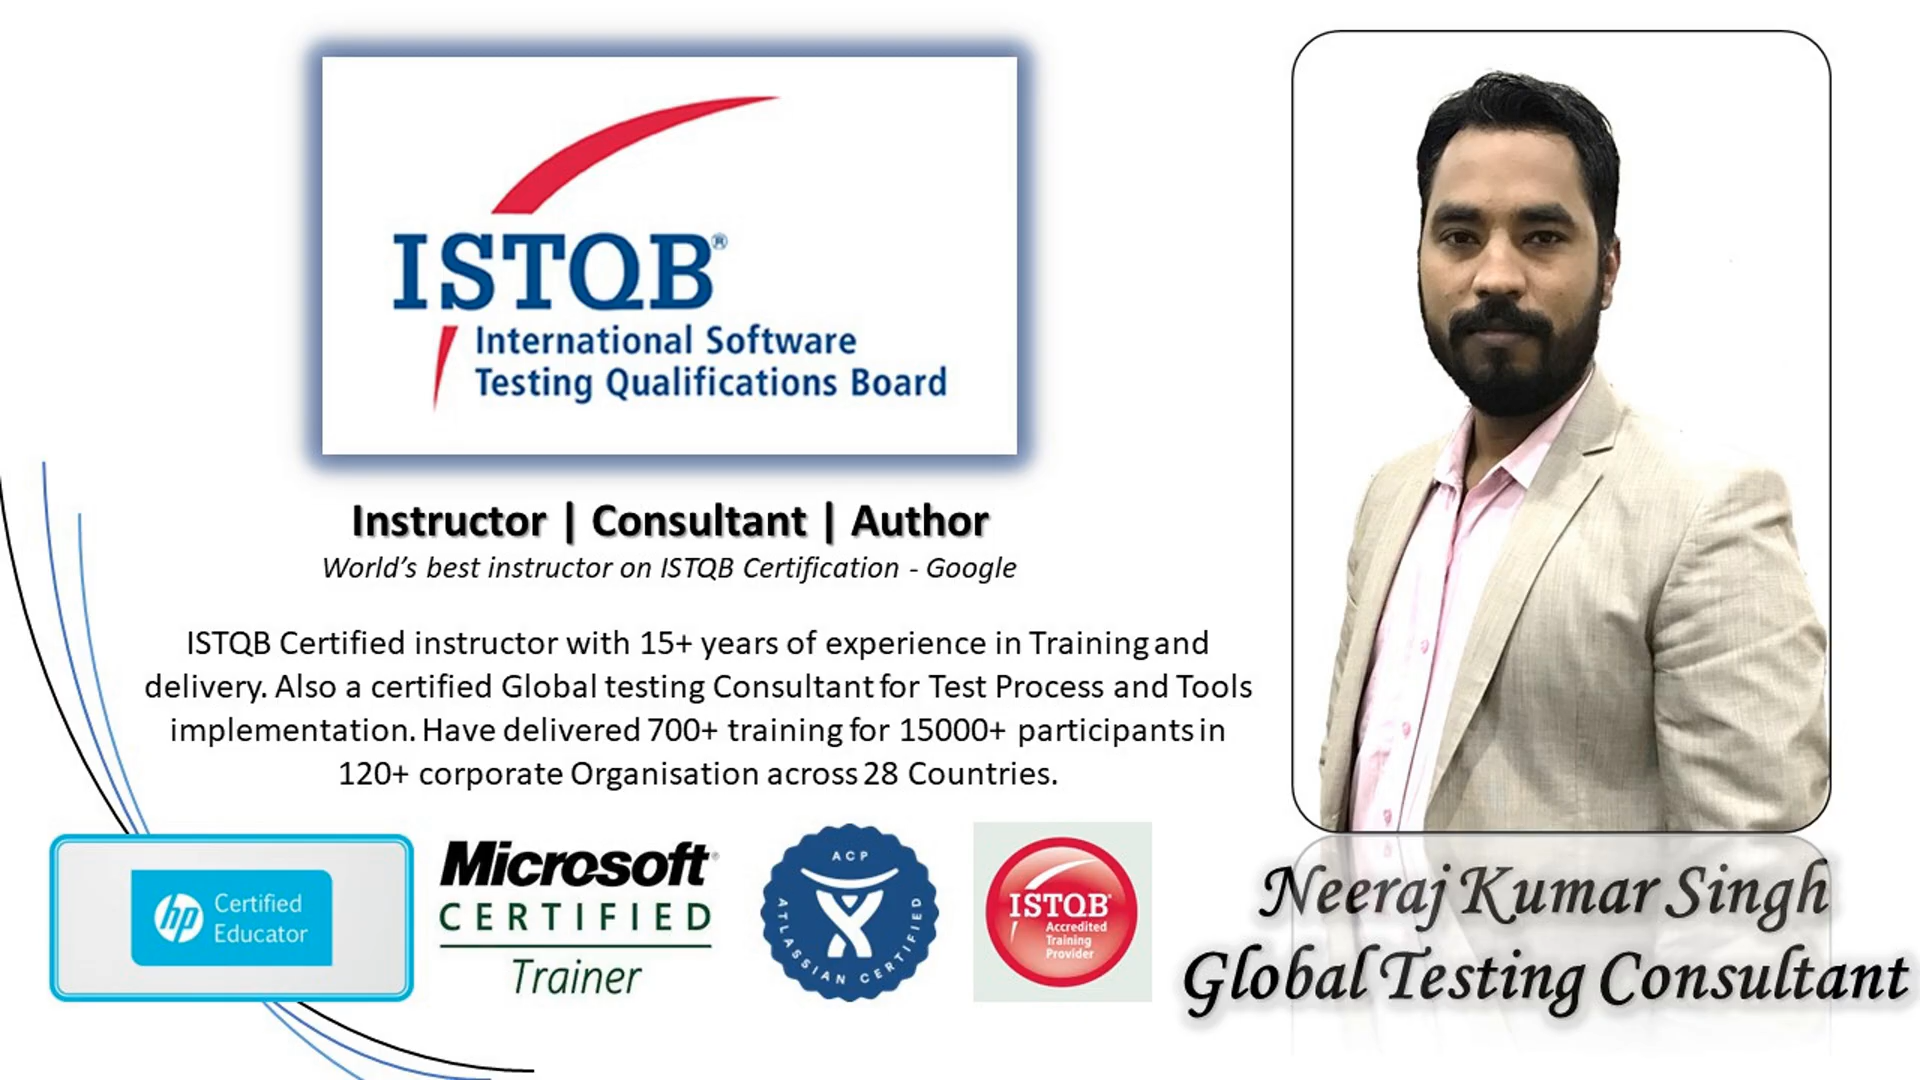 ISTQB®
International Software
Testing Qualifications Board
Instructor | Consultant | Author
World’s best instructor on ISTQB Certification - Google
ISTQB Certified instructor with 15+ years of experience in Training and
delivery. Also a certified Global testing Consultant for Test Process and Tools
implementation. Have delivered 700+ training for 15000+ participants in
120+ corporate Organisation across 28 Countries.
hp
Certified
Educator
Microsoft
CERTIFIED
Trainer
ACP
ATLASSIAN CERTIFIED
ISTQB®
Accredited
Training
Provider
Neeraj Kumar Singh
Global Testing Consultant